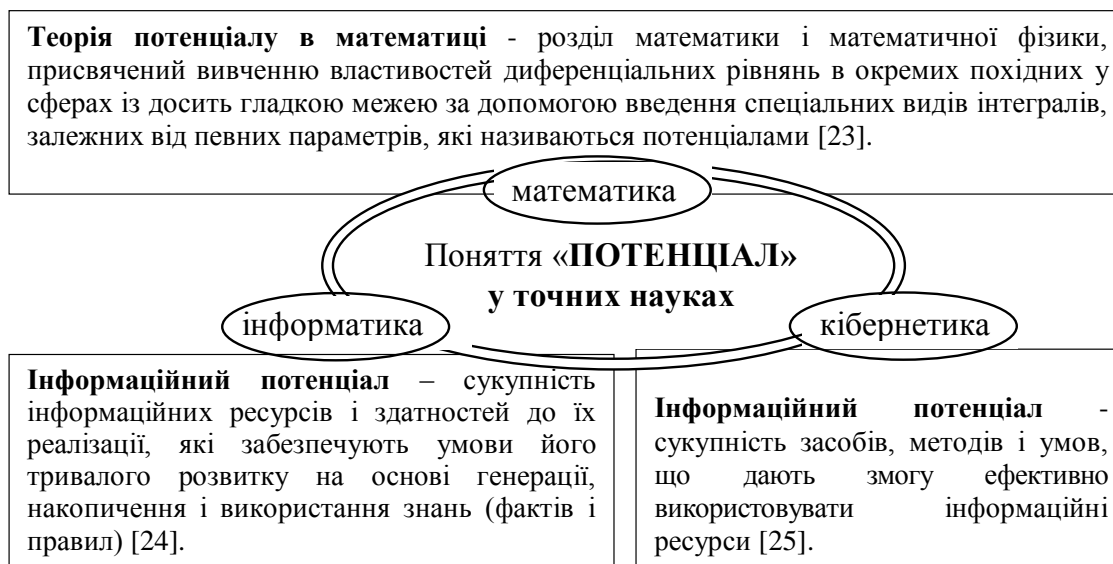 Теорія потенціалу в математиці - розділ математики і математичної фізики,
присвячений вивченню властивостей диференціальних рівнянь в окремих похідних у
сферах із досить гладкою межею за допомогою введення спеціальних видів інтегралів,
залежних від певних параметрів, які називаються потенціалами [23].
математика
Поняття «ПОТЕНЦІАЛ»
у точних науках
інформатика
кібернетика
Інформаційний потенціал – сукупність
інформаційних ресурсів і здатностей до їх
реалізації, які забезпечують умови його
тривалого розвитку на основі генерації,
накопичення і використання знань (фактів і
правил) [24].
Інформаційний потенціал -
сукупність засобів, методів і умов,
що дають змогу ефективно
використовувати інформаційні
ресурси [25].